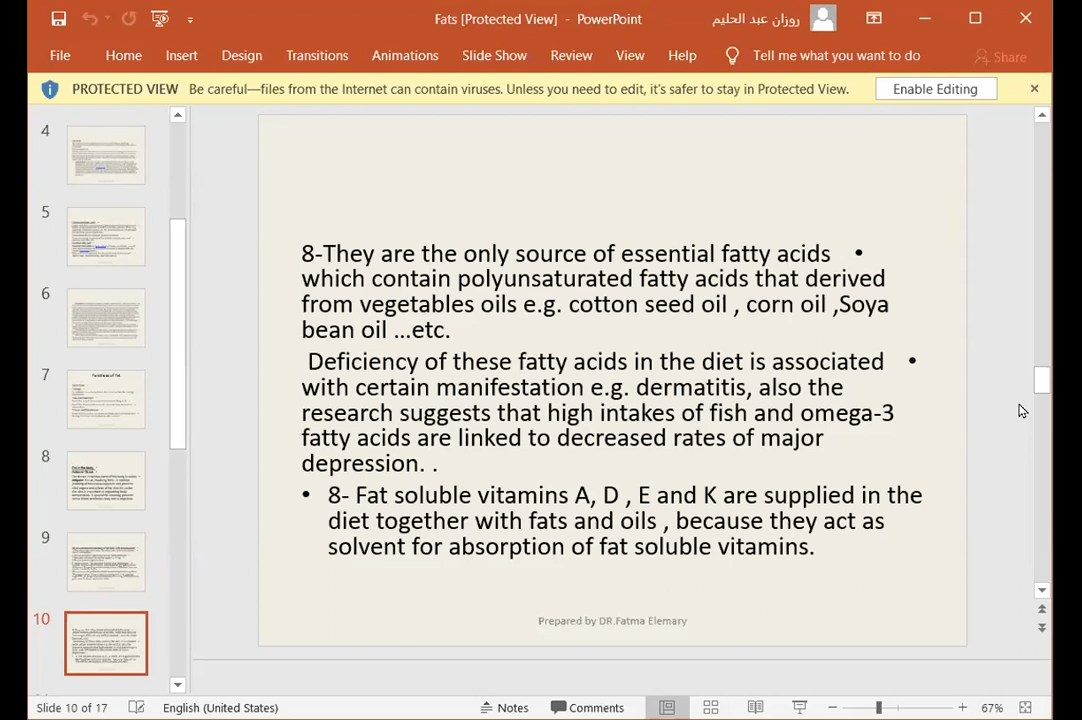 Fats [Protected View] - PowerPoint
روزان عبد الحليم
File Home Insert Design Transitions Animations Slide Show Review View Help Tell me what you want to do Share
PROTECTED VIEW Be careful—files from the Internet can contain viruses. Unless you need to edit, it's safer to stay in Protected View. Enable Editing
4
5
6
7
8
9
10
8-They are the only source of essential fatty acids •
which contain polyunsaturated fatty acids that derived
from vegetables oils e.g. cotton seed oil , corn oil ,Soya
bean oil ...etc.
Deficiency of these fatty acids in the diet is associated •
with certain manifestation e.g. dermatitis, also the
research suggests that high intakes of fish and omega-3
fatty acids are linked to decreased rates of major
depression. .
• 8- Fat soluble vitamins A, D , E and K are supplied in the
diet together with fats and oils , because they act as
solvent for absorption of fat soluble vitamins.
Prepared by DR.Fatma Elemary
Slide 10 of 17 English (United States) Notes Comments 67%